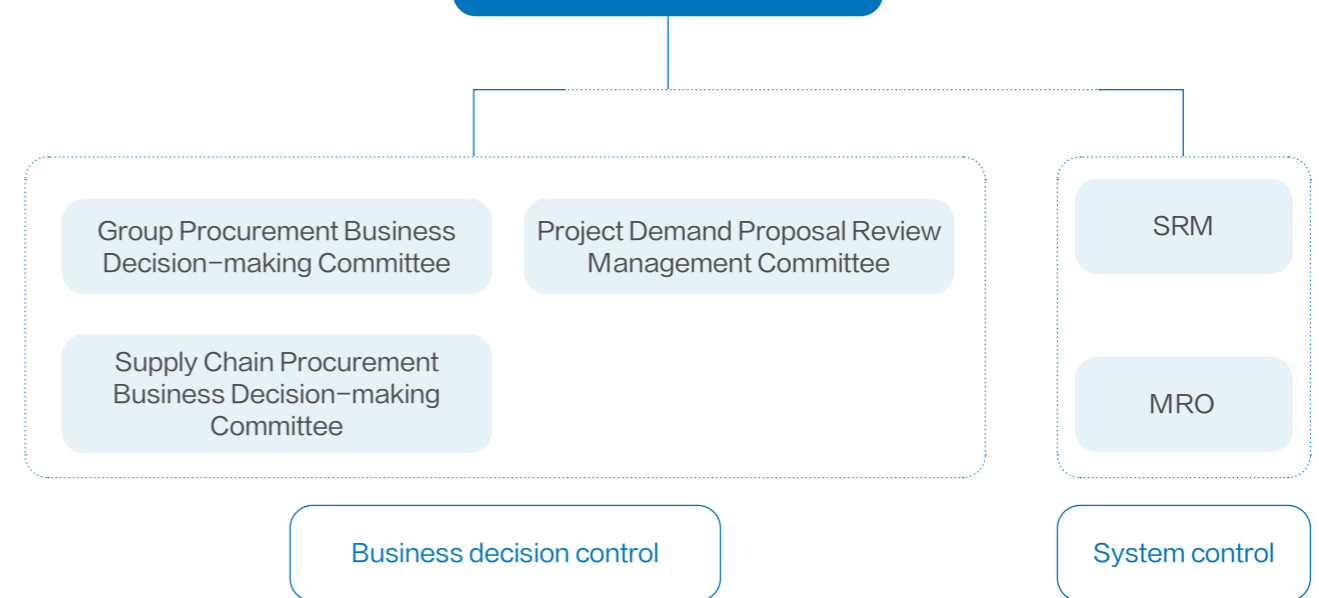 Group Procurement Business
Decision-making Committee
Project Demand Proposal Review
Management Committee
SRM
Supply Chain Procurement
Business Decision-making
Committee
MRO
Business decision control
System control